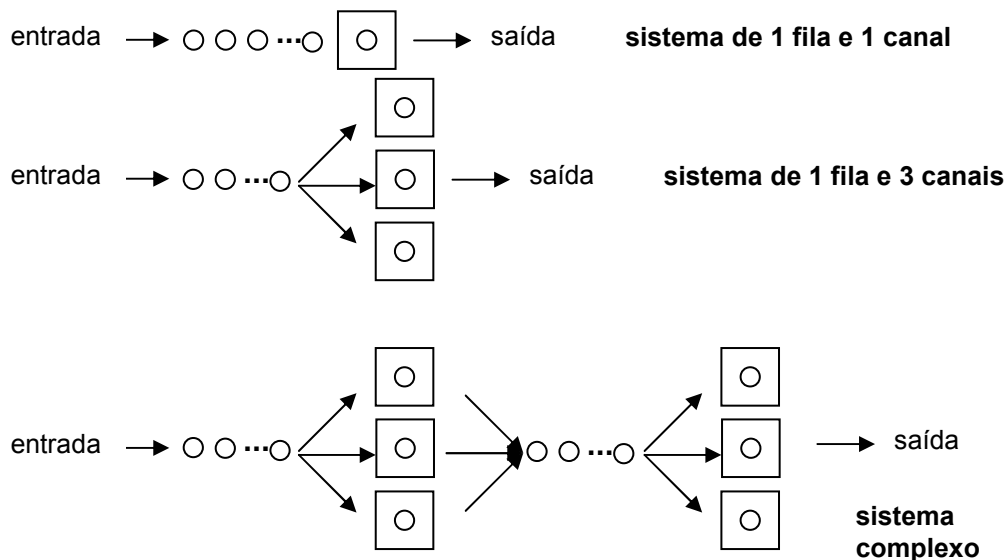 entrada ... saída sistema de 1 fila e 1 canal
entrada ... saída sistema de 1 fila e 3 canais
entrada ... ... saída
sistema
complexo